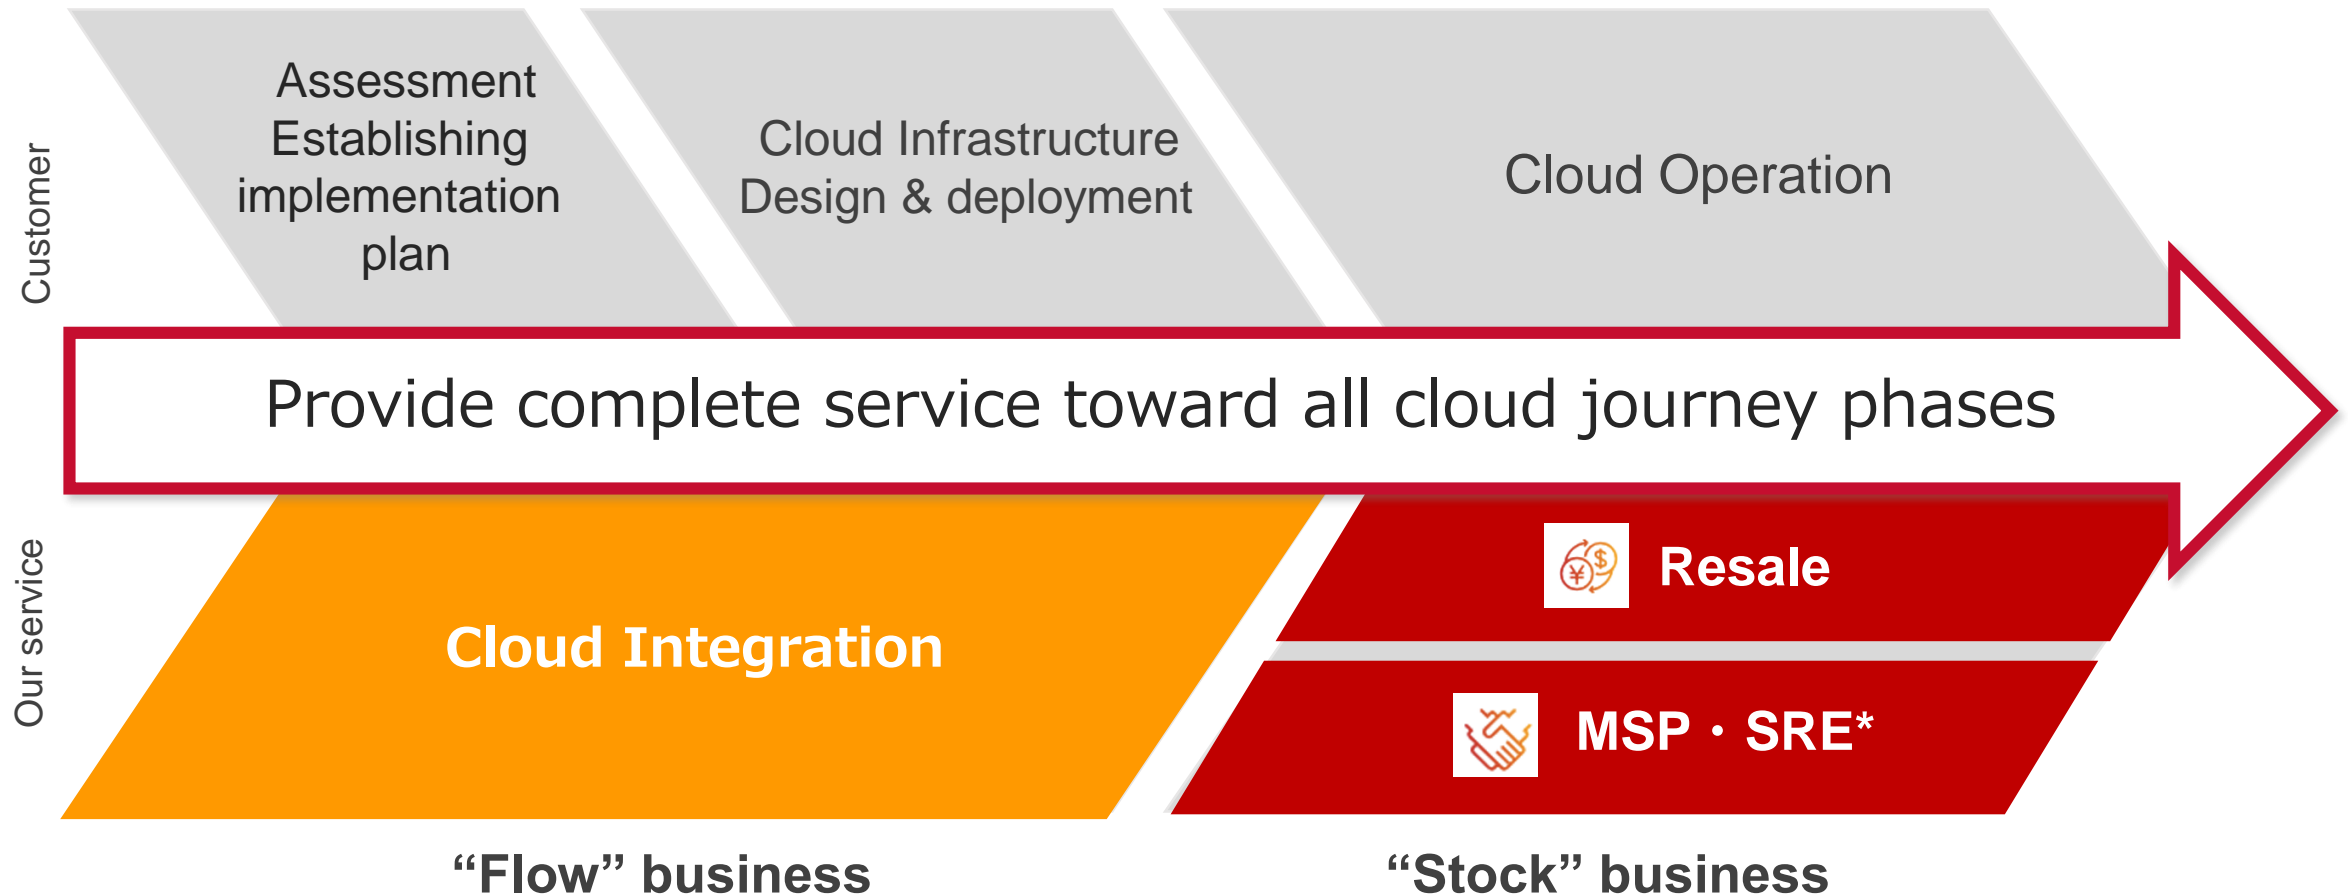 Customer
Assessment
Establishing
implementation
plan
Cloud Infrastructure
Design & deployment
Cloud Operation
Provide complete service toward all cloud journey phases
Our service
Cloud Integration
¥ $
Resale
MSP・SRE*
“Flow” business
“Stock” business